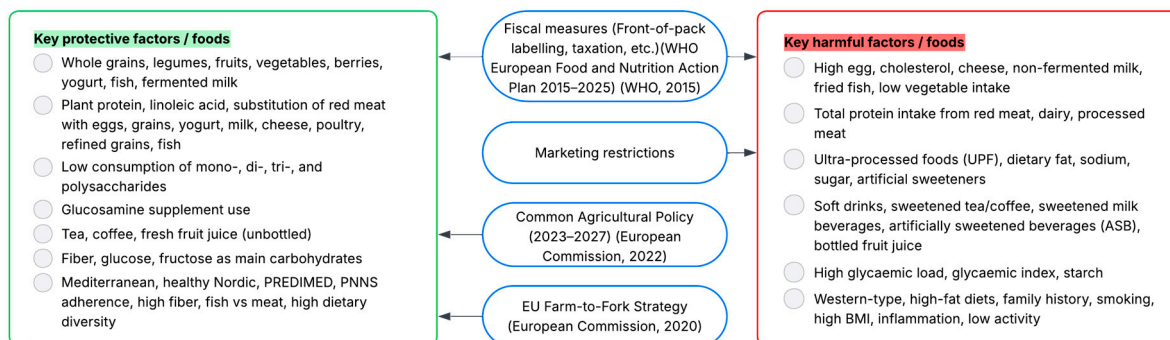 Key protective factors / foods
Whole grains, legumes, fruits, vegetables, berries,
yogurt, fish, fermented milk
Plant protein, linoleic acid, substitution of red meat
with eggs, grains, yogurt, milk, cheese, poultry,
refined grains, fish
Low consumption of mono-, di-, tri-, and
polysaccharides
Glucosamine supplement use
Tea, coffee, fresh fruit juice (unbottled)
Fiber, glucose, fructose as main carbohydrates
Mediterranean, healthy Nordic, PREDIMED, PNNS
adherence, high fiber, fish vs meat, high dietary
diversity
Fiscal measures (Front-of-pack
labelling, taxation, etc.)(WHO
European Food and Nutrition Action
Plan 2015–2025) (WHO, 2015)
Marketing restrictions
Common Agricultural Policy
(2023–2027) (European
Commission, 2022)
EU Farm-to-Fork Strategy
(European Commission, 2020)
Key harmful factors / foods
High egg, cholesterol, cheese, non-fermented milk,
fried fish, low vegetable intake
Total protein intake from red meat, dairy, processed
meat
Ultra-processed foods (UPF), dietary fat, sodium,
sugar, artificial sweeteners
Soft drinks, sweetened tea/coffee, sweetened milk
beverages, artificially sweetened beverages (ASB),
bottled fruit juice
High glycaemic load, glycaemic index, starch
Western-type, high-fat diets, family history, smoking,
high BMI, inflammation, low activity